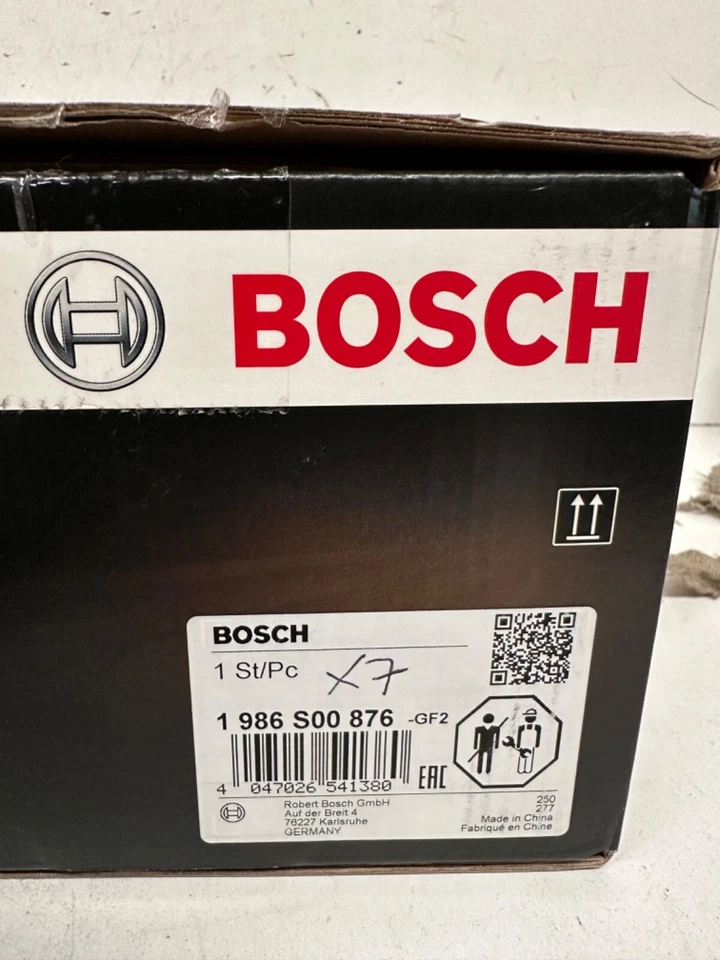 BOSCH
BOSCH
1 St/Pc X7
1 986 S00 876 -GF2
4 047026 541380 EAC
Robert Bosch GmbH
Auf der Breit 4
76227 Karlsruhe
GERMANY
250
277
Made in China
Fabriqué en Chine